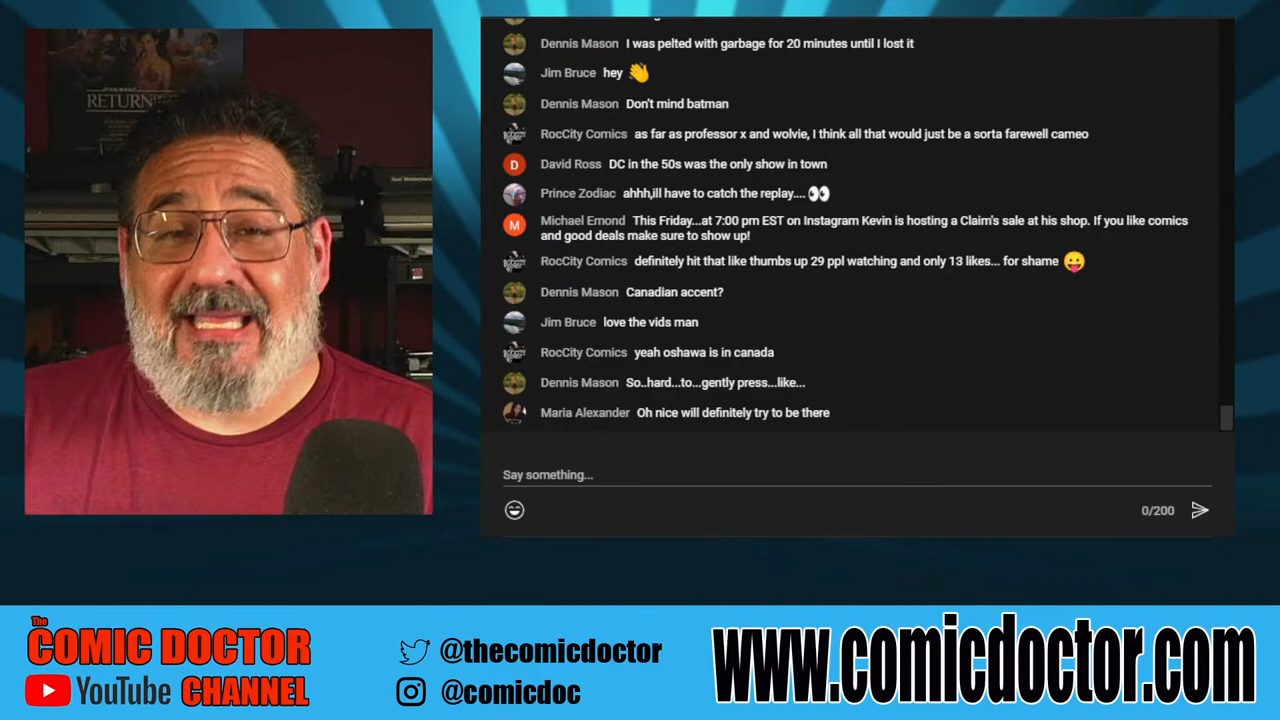 STAR WARS
RETURN
Dennis Mason I was pelted with garbage for 20 minutes until I lost it
Jim Bruce hey 👋
Dennis Mason Don't mind batman
RocCity Comics as far as professor x and wolvie, I think all that would just be a sorta farewell cameo
D David Ross DC in the 50s was the only show in town
Prince Zodiac ahhh,ill have to catch the replay.... 👀
M Michael Emond This Friday...at 7:00 pm EST on Instagram Kevin is hosting a Claim's sale at his shop. If you like comics
and good deals make sure to show up!
RocCity Comics definitely hit that like thumbs up 29 ppl watching and only 13 likes... for shame 😛
Dennis Mason Canadian accent?
Jim Bruce love the vids man
RocCity Comics yeah oshawa is in canada
Dennis Mason So..hard...to...gently press...like...
Maria Alexander Oh nice will definitely try to be there
Say something...
0/200
The
COMIC DOCTOR
YouTube CHANNEL
@thecomicdoctor
@comicdoc
www.comicdoctor.com